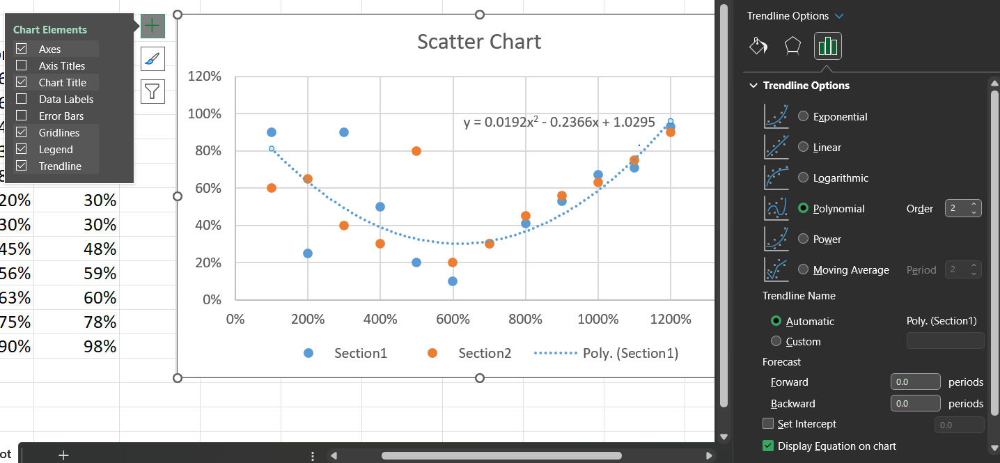 Chart Elements
Axes
Axis Titles
Chart Title
Data Labels
Error Bars
Gridlines
Legend
Trendline
20% 30%
30% 30%
45% 48%
56% 59%
63% 60%
75% 78%
90% 98%
Scatter Chart
120%
100%
80%
60%
40%
20%
0%
y = 0.0192x² - 0.2366x + 1.0295
0% 200% 400% 600% 800% 1000% 1200%
Section1 Section2 Poly. (Section1)
Trendline Options
Trendline Options
Exponential
Linear
Logarithmic
Polynomial Order 2
Power
Moving Average Period 2
Trendline Name
Automatic Poly. (Section1)
Custom
Forecast
Forward 0.0 periods
Backward 0.0 periods
Set Intercept 0.0
Display Equation on chart